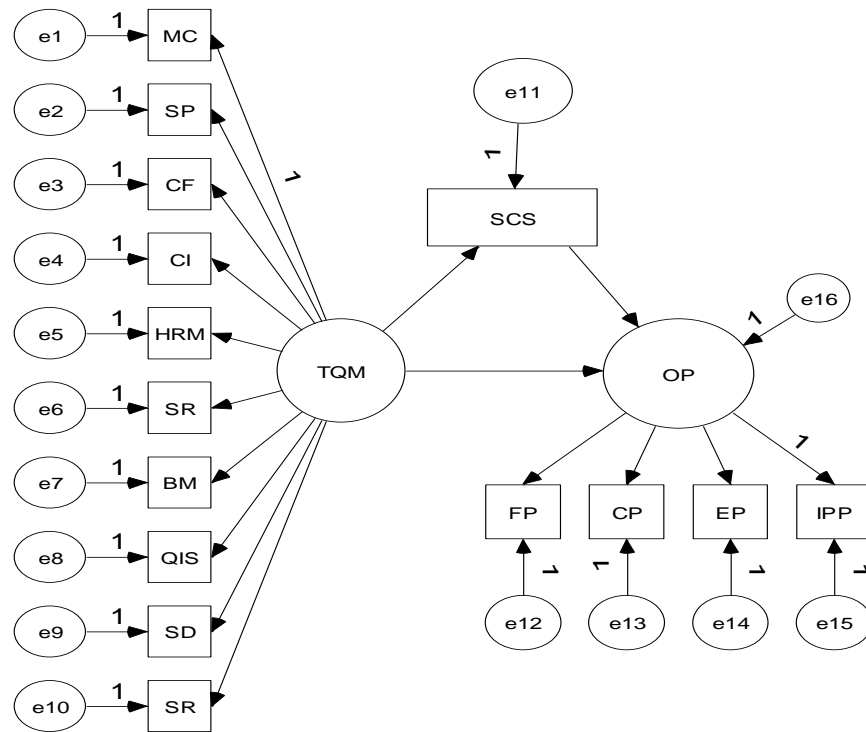 e1 1 MC
e2 1 SP
e3 1 CF
e4 1 CI
e5 1 HRM
e6 1 SR
e7 1 BM
e8 1 QIS
e9 1 SD
e10 1 SR
1
TQM
e11
1
SCS
e16
1
OP
1
FP CP EP IPP
1 1 1 1
e12 e13 e14 e15